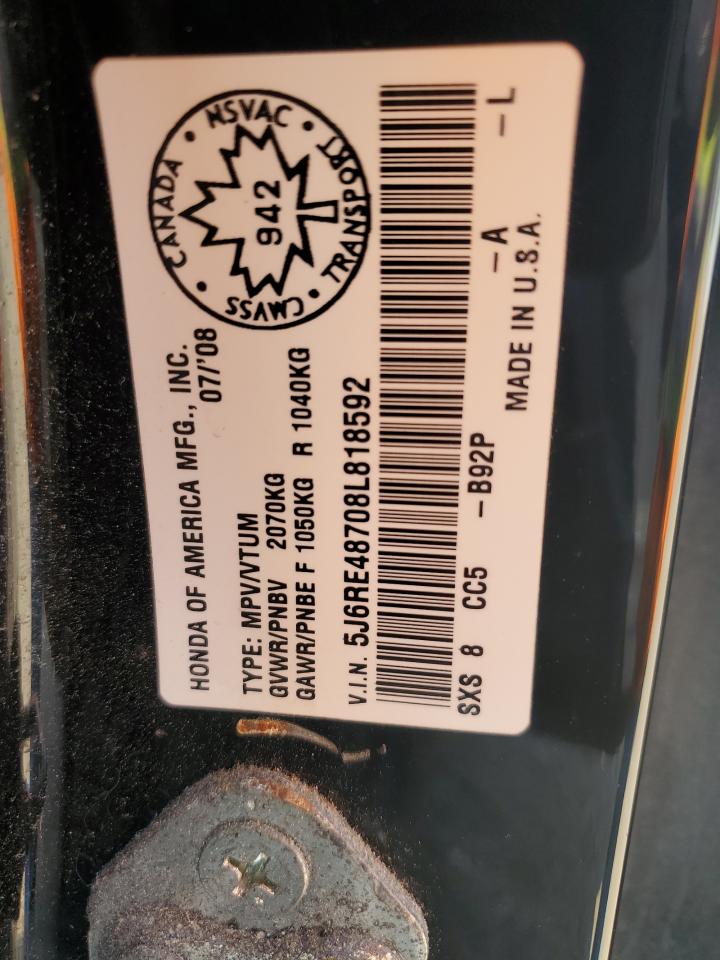 HONDA OF AMERICA MFG., INC.
07/'08
TYPE: MPV/VTUM
GVWR/PNBV 2070KG
GAWR/PNBE F 1050KG R 1040KG
V.I.N. 5J6RE48708L818592
SXS 8 CC5 – B92P – A – L
MADE IN U.S.A.
CANADA • NSVAC • TRANSPORT • CMVSS •
942